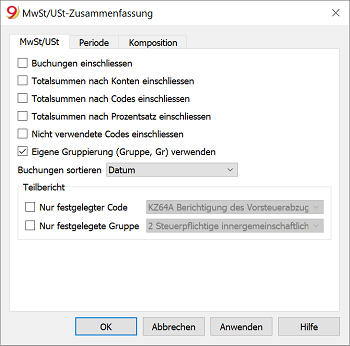 9 MwSt/USt-Zusammenfassung
MwSt/USt Periode Komposition
Buchungen einschliessen
Totalsummen nach Konten einschliessen
Totalsummen nach Codes einschliessen
Totalsummen nach Prozentsatz einschliessen
Nicht verwendete Codes einschliessen
Eigene Gruppierung (Gruppe, Gr) verwenden
Buchungen sortieren Datum
Teilbericht
Nur festgelegter Code KZ64A Berichtigung des Vorsteuerabzug
Nur festgelegete Gruppe 2 Steuerpflichtige innergemeinschaftlich
OK Abbrechen Anwenden Hilfe